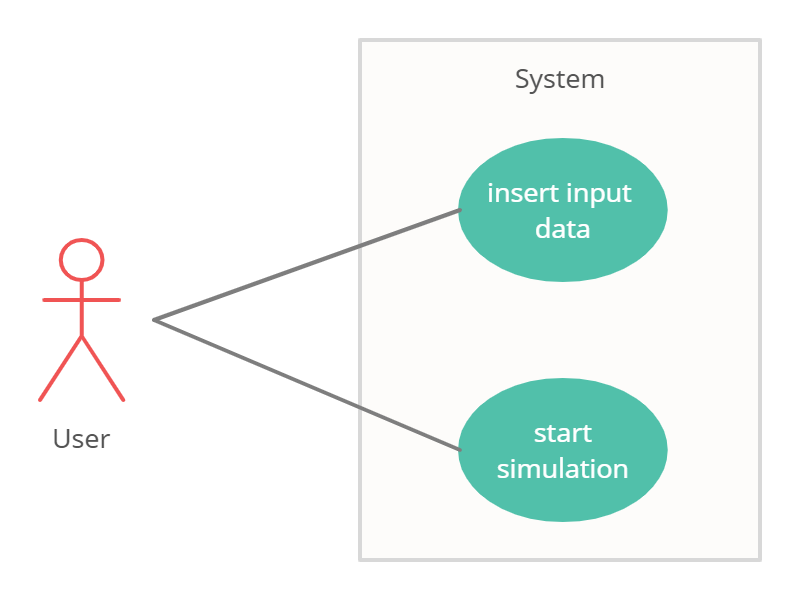 System
insert input
data
start
simulation
User